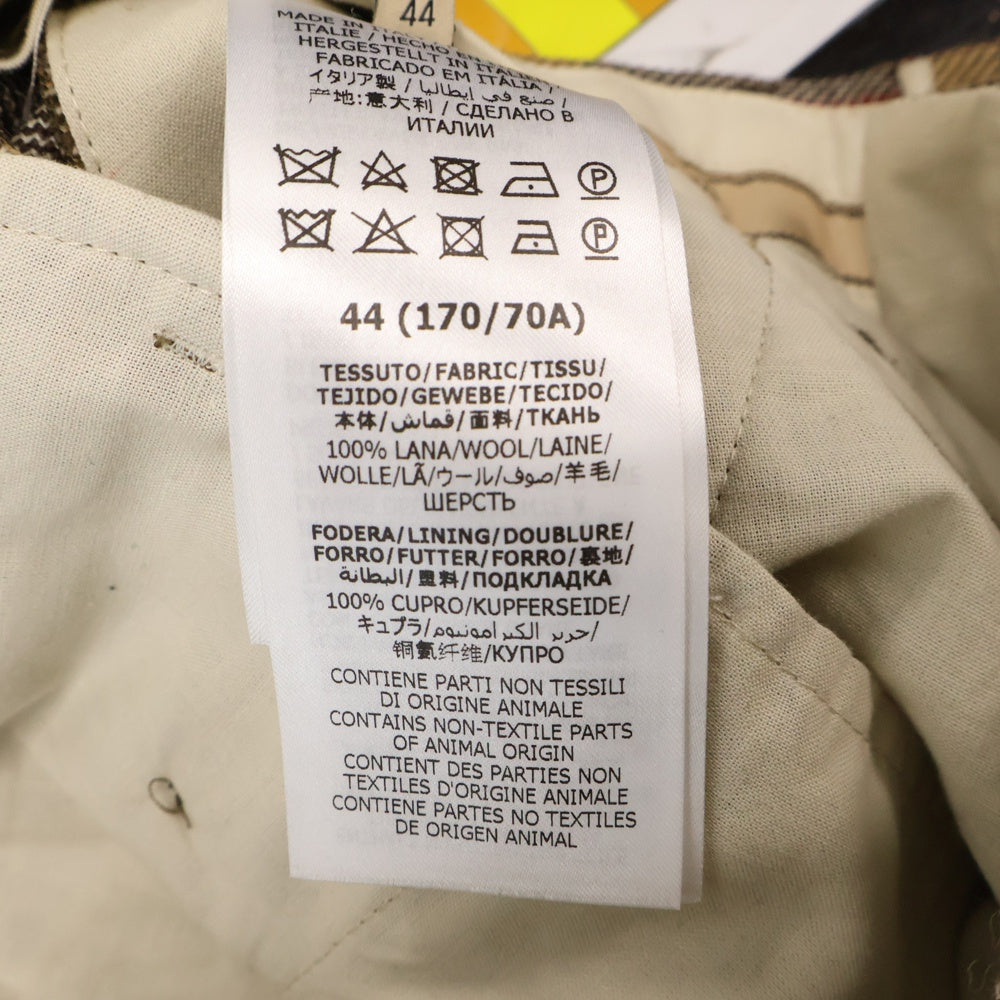 44
MADE IN
ITALIE / HECHO EN
HERGESTELLT IN ITALIEN
FABRICADO EM ITÁLIA /
イタリア製 / صنع في ايطاليا /
产地:意大利 / СДЕЛАНО В
ИТАЛИИ
P
P
44 (170/70A)
TESSUTO/FABRIC/TISSU/
TEJIDO/GEWEBE/TECIDO/
本体/قماش/面料/ТКАНЬ
100% LANA/WOOL/LAINE/
WOLLE/LÃ/ウール/صوف/羊毛/
ШЕРСТЬ
FODERA/LINING/DOUBLURE/
FORRO/FUTTER/FORRO/裏地/
البطانة/里料/ПОДКЛАДКА
100% CUPRO/KUPFERSEIDE/
キュプラ/حرير الكبرامونيوم/
铜氨纤维/КУПРО
CONTIENE PARTI NON TESSILI
DI ORIGINE ANIMALE
CONTAINS NON-TEXTILE PARTS
OF ANIMAL ORIGIN
CONTIENT DES PARTIES NON
TEXTILES D'ORIGINE ANIMALE
CONTIENE PARTES NO TEXTILES
DE ORIGEN ANIMAL